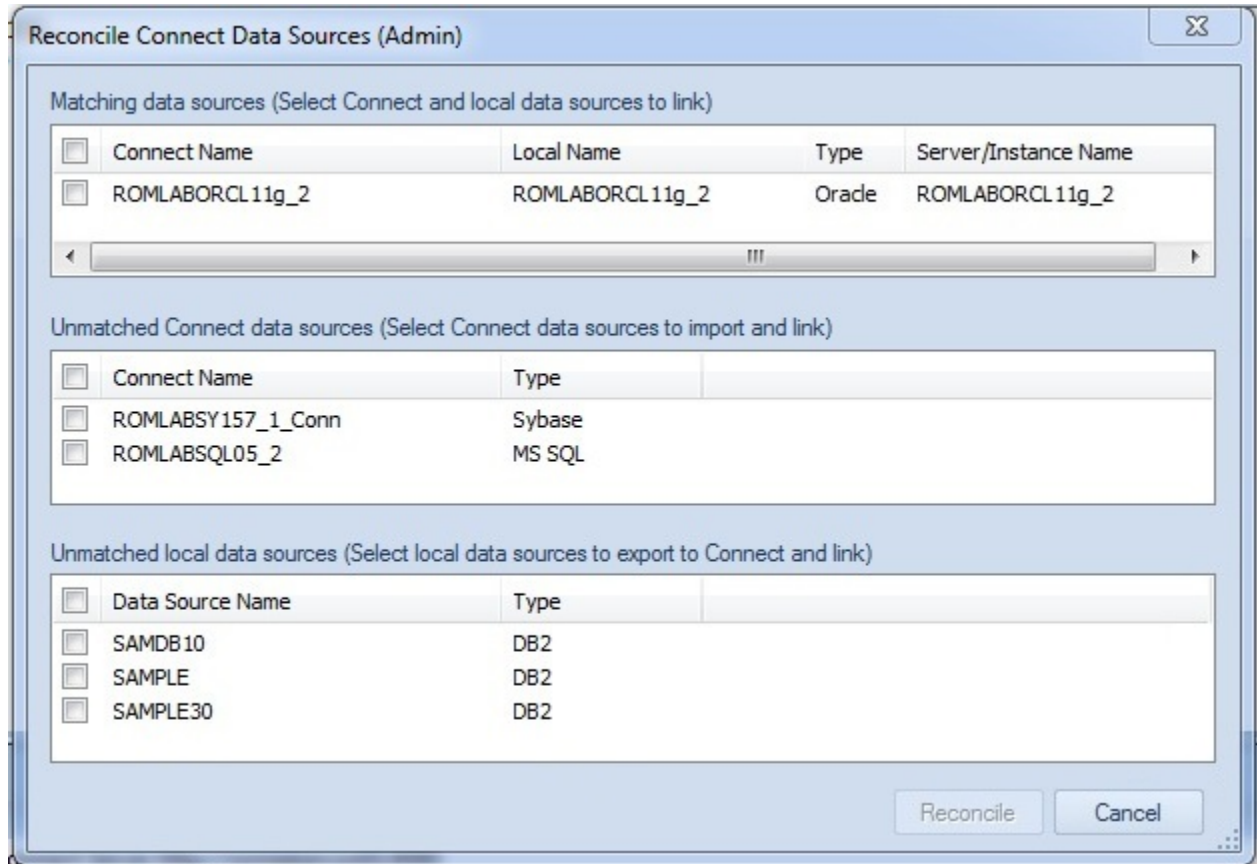 Reconcile Connect Data Sources (Admin)
Matching data sources (Select Connect and local data sources to link)
Connect Name Local Name Type Server/Instance Name
ROMLABORCL11g_2 ROMLABORCL11g_2 Oracle ROMLABORCL11g_2
Unmatched Connect data sources (Select Connect data sources to import and link)
Connect Name Type
ROMLABSY157_1_Conn Sybase
ROMLABSQL05_2 MS SQL
Unmatched local data sources (Select local data sources to export to Connect and link)
Data Source Name Type
SAMDB10 DB2
SAMPLE DB2
SAMPLE30 DB2
Reconcile Cancel